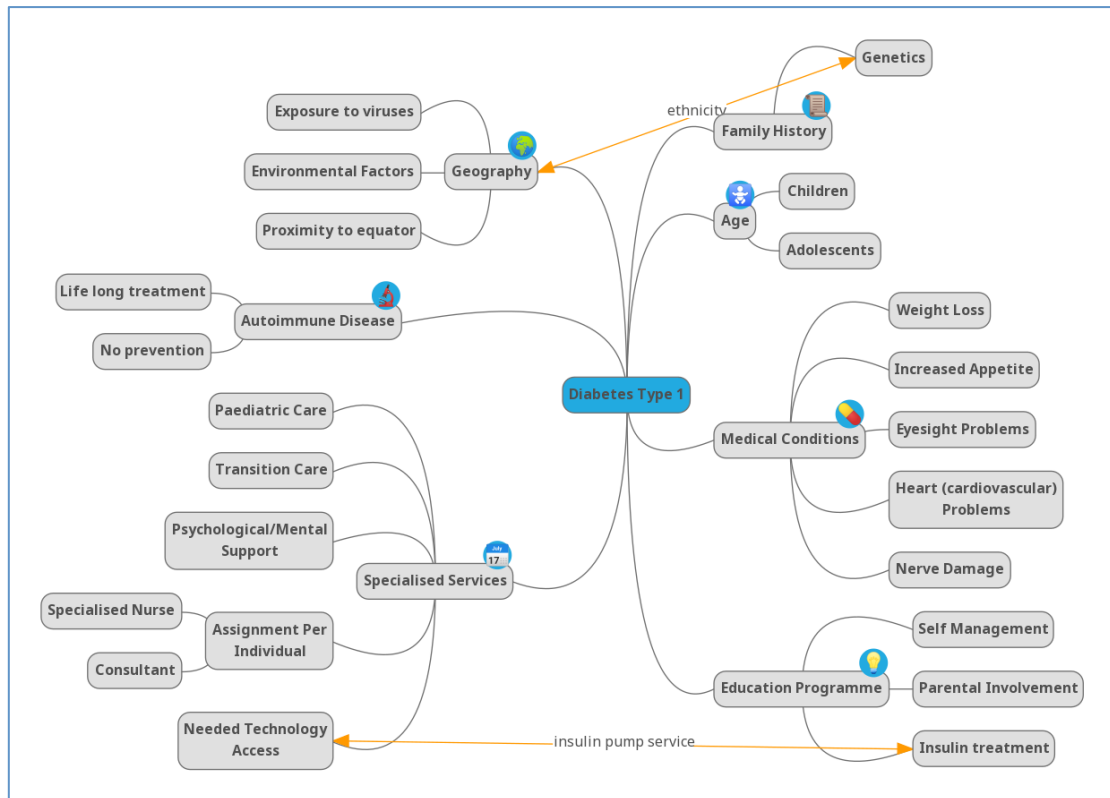 Genetics
ethnicity
Exposure to viruses
Family History
Environmental Factors
Geography
Children
Age
Proximity to equator
Adolescents
Life long treatment
Autoimmune Disease
No prevention
Weight Loss
Increased Appetite
Diabetes Type 1
Paediatric Care
Medical Conditions
Eyesight Problems
Transition Care
Heart (cardiovascular)
Problems
Psychological/Mental
Support
July
17
Specialised Services
Nerve Damage
Specialised Nurse
Assignment Per
Individual
Consultant
Self Management
Education Programme
Parental Involvement
Needed Technology
Access
insulin pump service
Insulin treatment